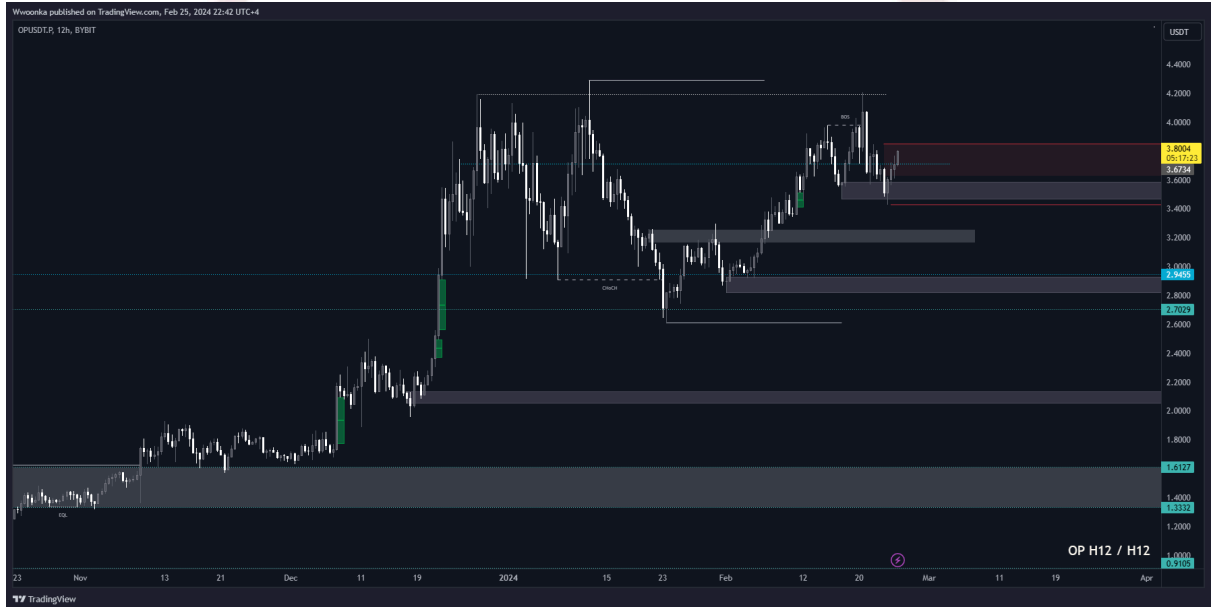 Wwoonka published on TradingView.com, Feb 25, 2024 22:42 UTC+4
OPUSDT.P, 12h, BYBIT
USDT
4.4000
4.2000
4.0000
3.8004
05:17:23
3.6734
3.6000
3.4000
3.2000
3.0000
2.9455
2.8000
2.7029
2.6000
2.4000
2.2000
2.0000
1.8000
1.6127
1.4000
1.3332
1.2000
1.0000
0.9105
BOS
CHoCH
EQL
OP H12 / H12
23 Nov 13 21 Dec 11 19 2024 15 23 Feb 12 20 Mar 11 19 Apr
TradingView